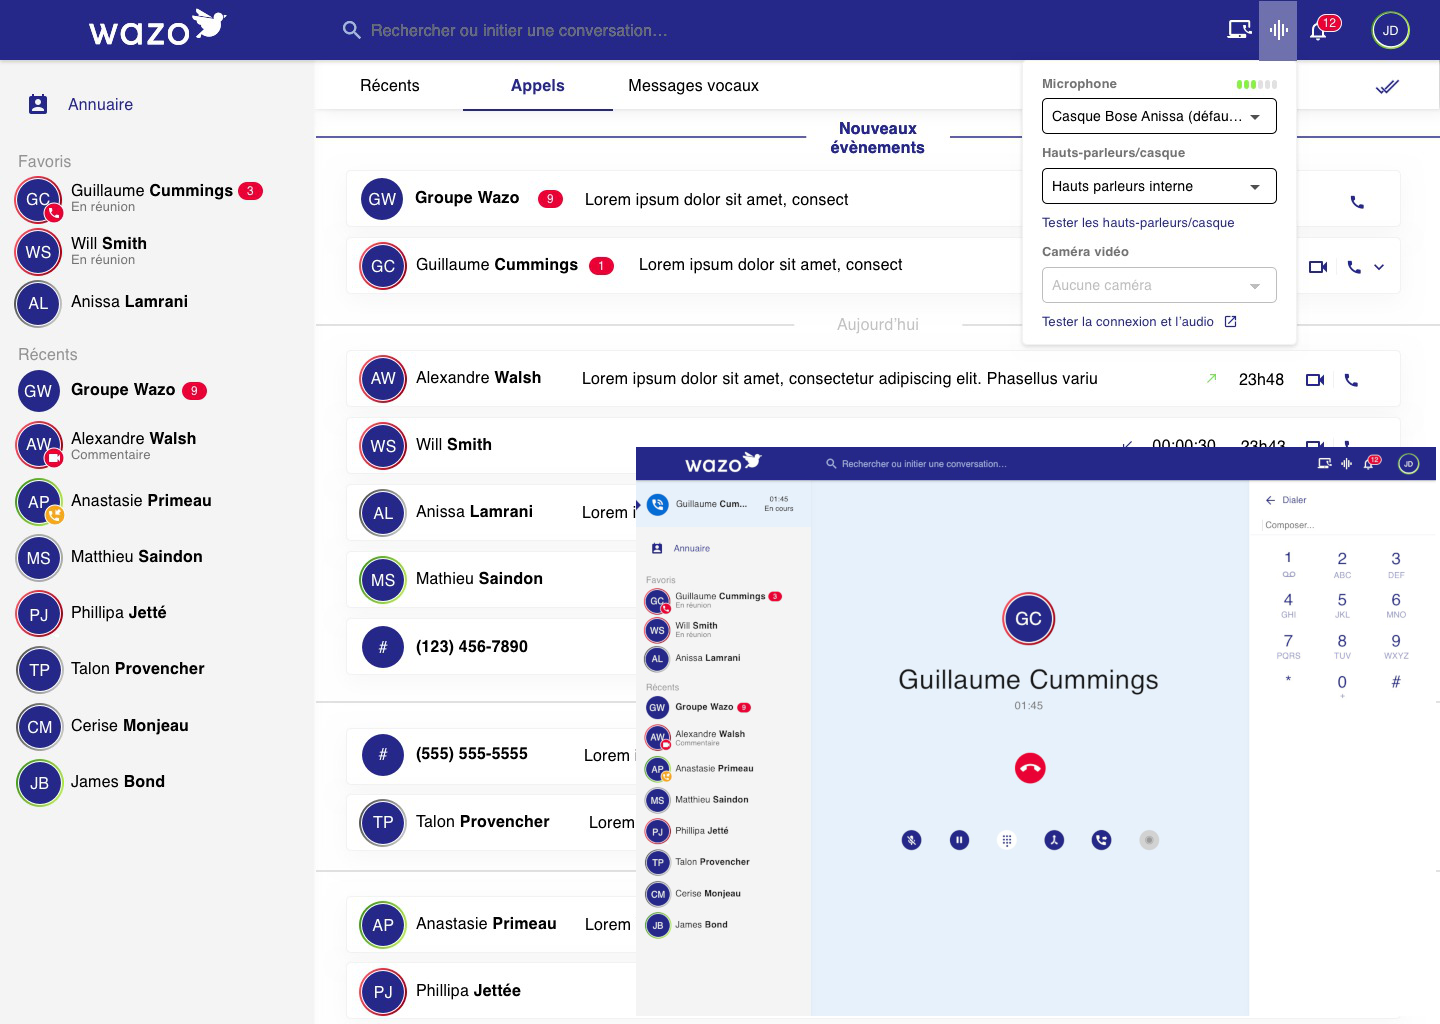 wazo
Rechercher ou initier une conversation...
12
JD
Annuaire
Favoris
GC
Guillaume Cummings 3
En réunion
WS
Will Smith
En réunion
AL
Anissa Lamrani
Récents
GW
Groupe Wazo 9
AW
Alexandre Walsh
Commentaire
AP
Anastasie Primeau
MS
Matthieu Saindon
PJ
Phillipa Jetté
TP
Talon Provencher
CM
Cerise Monjeau
JB
James Bond
Récents
Appels
Messages vocaux
Nouveaux
évènements
GW Groupe Wazo 9 Lorem ipsum dolor sit amet, consect
GC Guillaume Cummings 1 Lorem ipsum dolor sit amet, consect
Aujourd'hui
AW Alexandre Walsh Lorem ipsum dolor sit amet, consectetur adipiscing elit. Phasellus variu 23h48
WS Will Smith 00:00:30 23h43
AL Anissa Lamrani Lorem i
MS Mathieu Saindon
# (123) 456-7890
# (555) 555-5555 Lorem i
TP Talon Provencher Lorem
AP Anastasie Primeau Lorem
PJ Phillipa Jettée
Microphone
Casque Bose Anissa (défau...
Hauts-parleurs/casque
Hauts parleurs interne
Tester les hauts-parleurs/casque
Caméra vidéo
Aucune caméra
Tester la connexion et l'audio
wazo
Rechercher ou initier une conversation...
12
JD
Guillaume Cum...
01:45
En cours
Annuaire
Favoris
GC
Guillaume Cummings 3
En réunion
WS
Will Smith
En réunion
AL
Anissa Lamrani
Récents
GW
Groupe Wazo 9
AW
Alexandre Walsh
Commentaire
AP
Anastasie Primeau
MS
Matthieu Saindon
PJ
Phillipa Jetté
TP
Talon Provencher
CM
Cerise Monjeau
JB
James Bond
GC
Guillaume Cummings
01:45
Dialer
Composer...
1 2 3
ABC DEF
4 5 6
GHI JKL MNO
7 8 9
PQRS TUV WXYZ
* 0 #
+